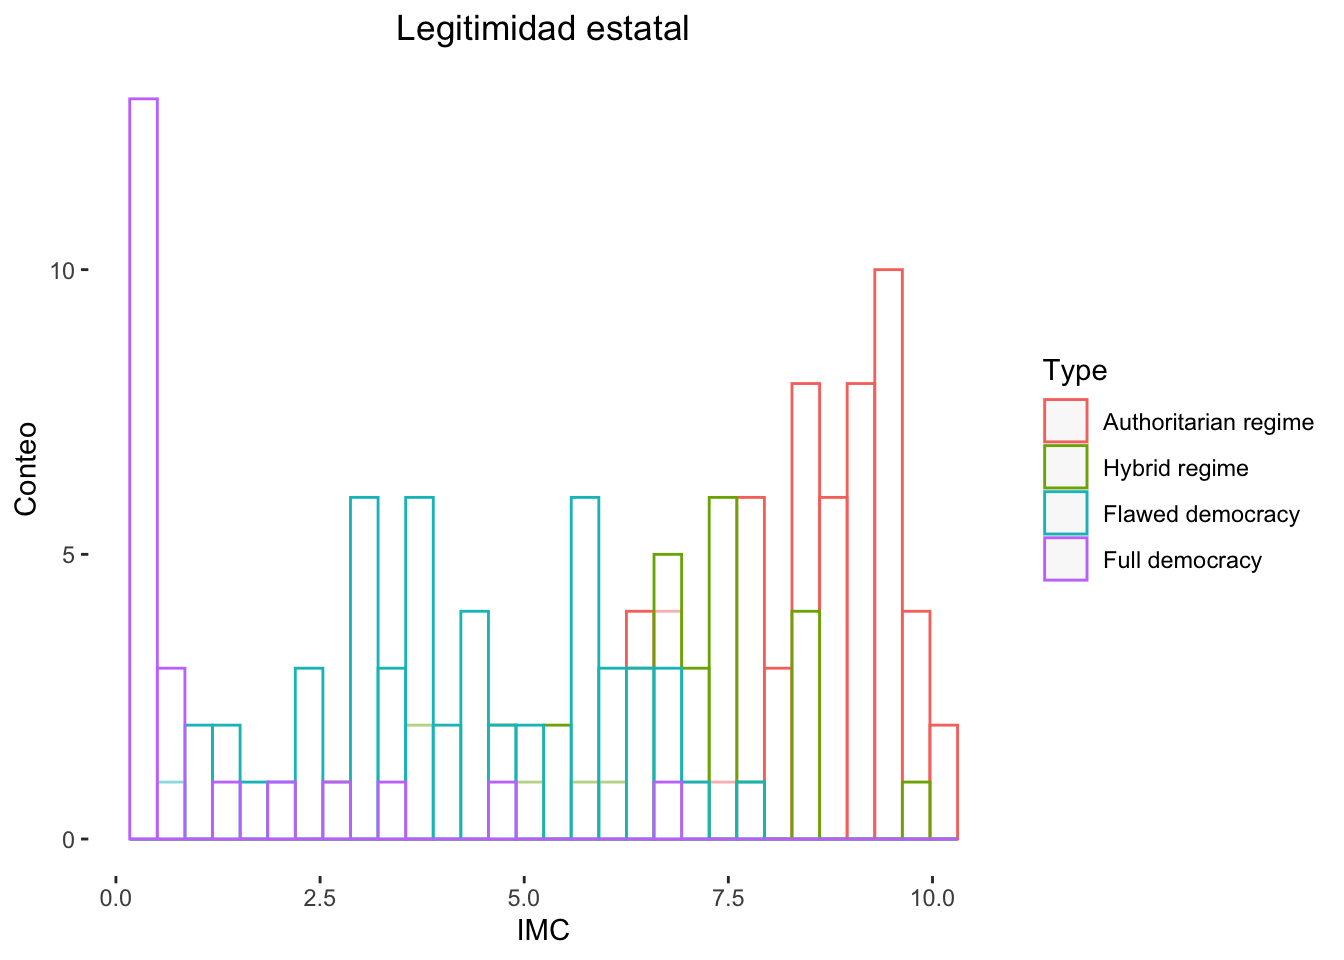 Legitimidad estatal
Conteo
10
5
0
0.0
2.5
5.0
7.5
10.0
IMC
Type
Authoritarian regime
Hybrid regime
Flawed democracy
Full democracy